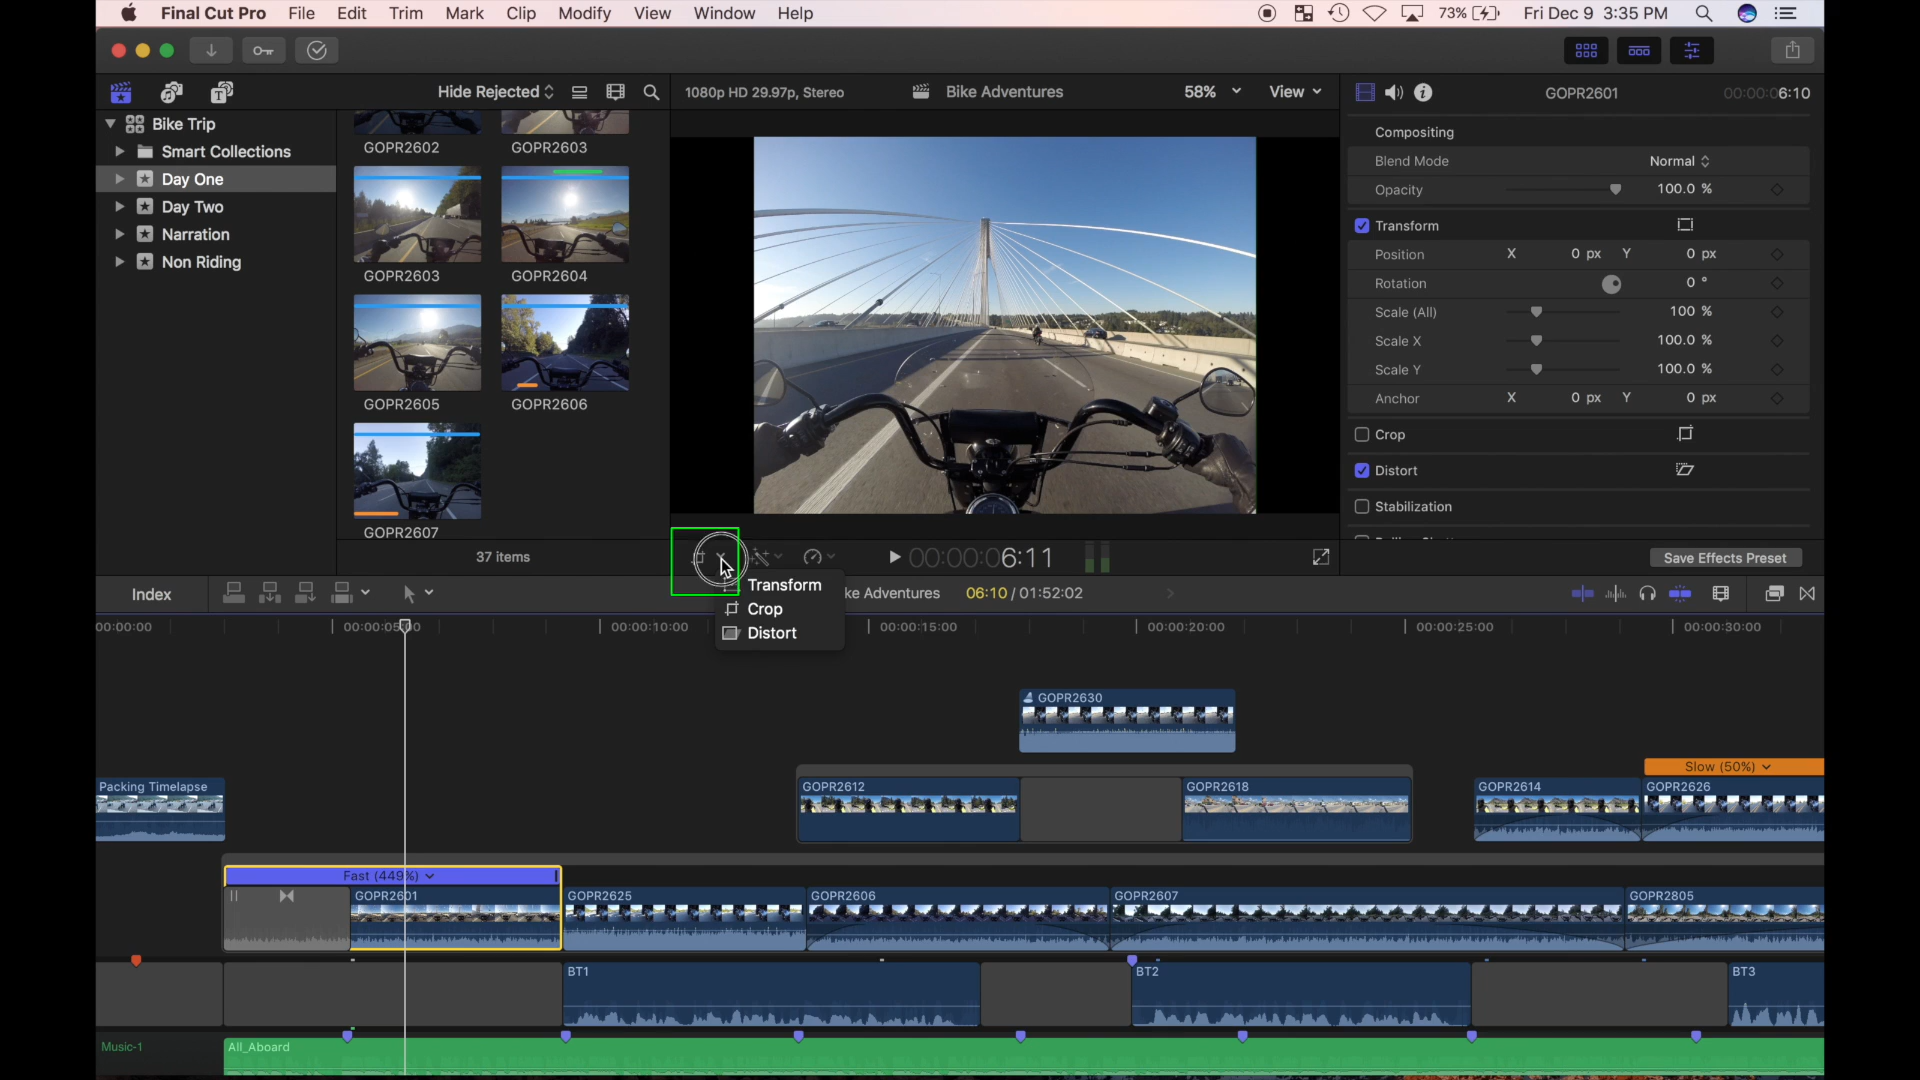 Final Cut Pro File Edit Trim Mark Clip Modify View Window Help 73% Fri Dec 9 3:35 PM
Hide Rejected 1080p HD 29.97p, Stereo Bike Adventures 58% View GOPR2601 00:00:06:10
Bike Trip
Smart Collections
Day One
Day Two
Narration
Non Riding
GOPR2602 GOPR2603
GOPR2603 GOPR2604
GOPR2605 GOPR2606
GOPR2607
37 items
Compositing
Blend Mode Normal
Opacity 100.0 %
Transform
Position X 0 px Y 0 px
Rotation 0 °
Scale (All) 100 %
Scale X 100.0 %
Scale Y 100.0 %
Anchor X 0 px Y 0 px
Crop
Distort
Stabilization
00:00:06:11
Save Effects Preset
Transform
Crop
Distort
Index ke Adventures 06:10 / 01:52:02
00:00:00 00:00:05:00 00:00:10:00 00:00:15:00 00:00:20:00 00:00:25:00 00:00:30:00
GOPR2630
Slow (50%)
Packing Timelapse GOPR2612 GOPR2618 GOPR2614 GOPR2626
Fast (449%)
GOPR2601 GOPR2625 GOPR2606 GOPR2607 GOPR2805
BT1 BT2 BT3
Music-1 All_Aboard